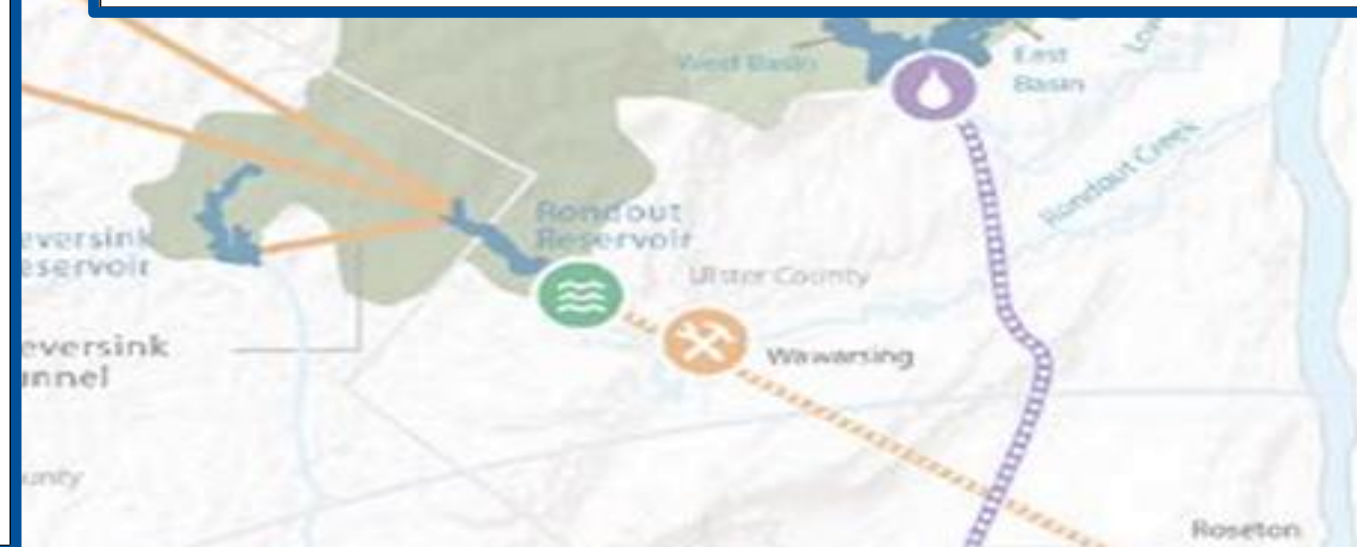 West Basin
East
Basin
Rondout Creek
Rondout
Reservoir
eversink
eservoir
Ulster County
eversink
unnel
Wawarsing
unty
Roseton